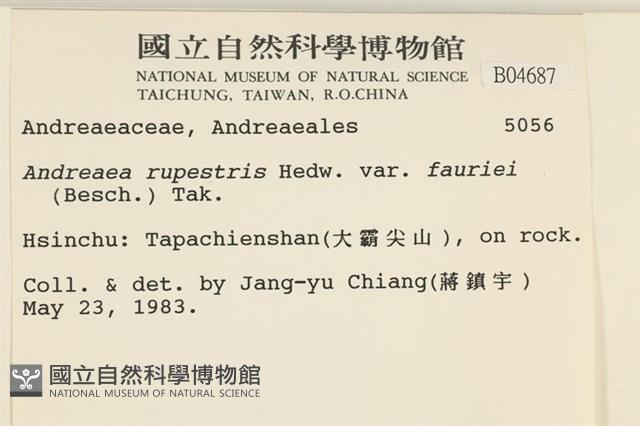 國立自然科學博物館
NATIONAL MUSEUM OF NATURAL SCIENCE
TAICHUNG, TAIWAN, R.O.CHINA
B04687
Andreaeaceae, Andreaeales 5056
Andreaea rupestris Hedw. var. fauriei
(Besch.) Tak.
Hsinchu: Tapachienshan(大霸尖山), on rock.
Coll. & det. by Jang-yu Chiang(蔣鎮宇)
May 23, 1983.
國立自然科學博物館
NATIONAL MUSEUM OF NATURAL SCIENCE